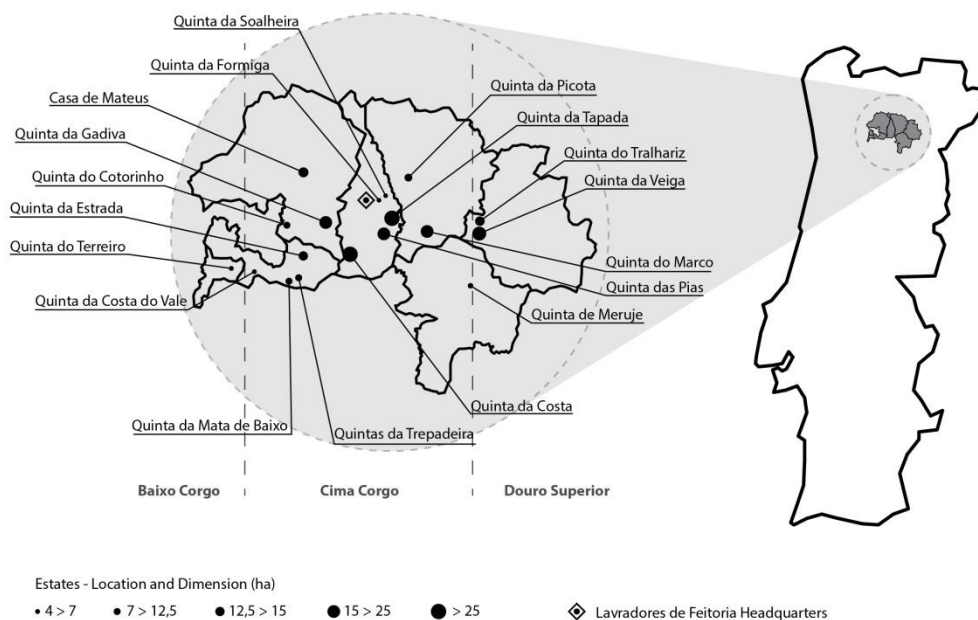 Quinta da Soalheira
Quinta da Formiga
Casa de Mateus
Quinta da Gadiva
Quinta do Cotorinho
Quinta da Estrada
Quinta do Terreiro
Quinta da Costa do Vale
Quinta da Mata de Baixo
Quintas da Trepadeira
Quinta da Costa
Quinta da Picota
Quinta da Tapada
Quinta do Tralhariz
Quinta da Veiga
Quinta do Marco
Quinta das Pias
Quinta de Meruje
Baixo Corgo
Cima Corgo
Douro Superior
Estates - Location and Dimension (ha)
4 > 7
7 > 12,5
12,5 > 15
15 > 25
> 25
Lavradores de Feitoria Headquarters